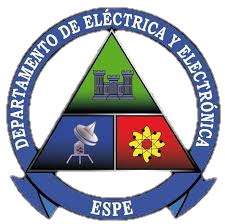 DEPARTAMENTO DE ELÉCTRICA Y ELECTRÓNICA
ESPE